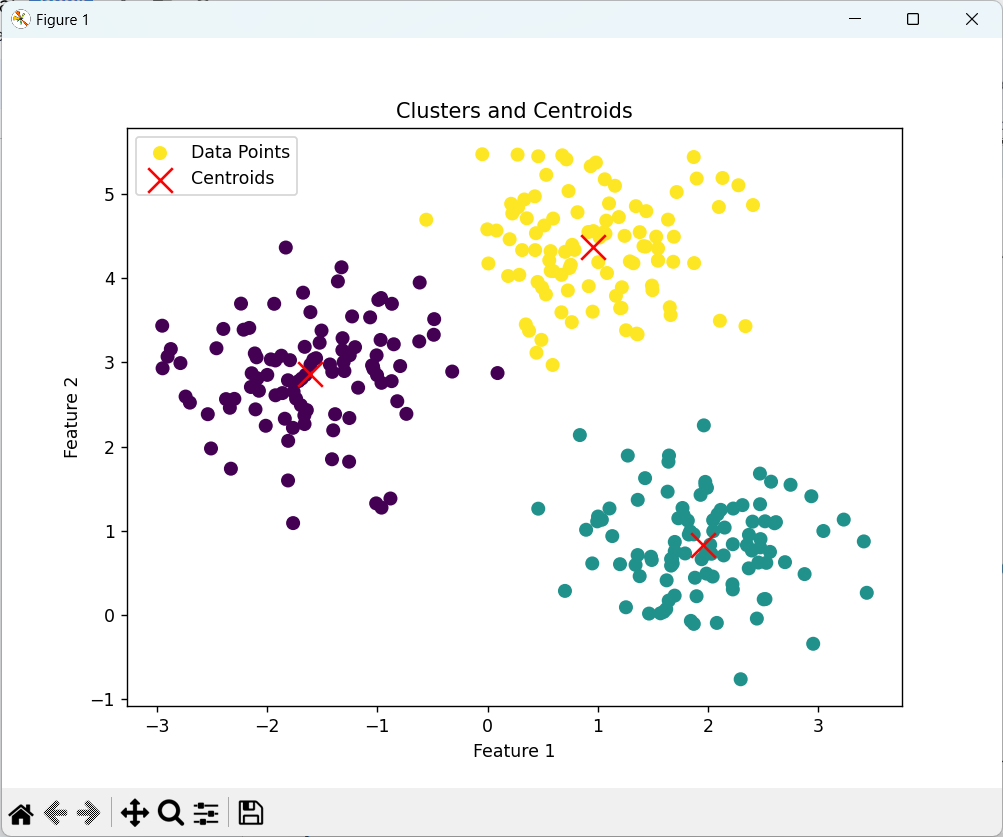 Figure 1
Clusters and Centroids
Data Points
Centroids
5
4
3
2
1
0
−1
Feature 2
−3 −2 −1 0 1 2 3
Feature 1